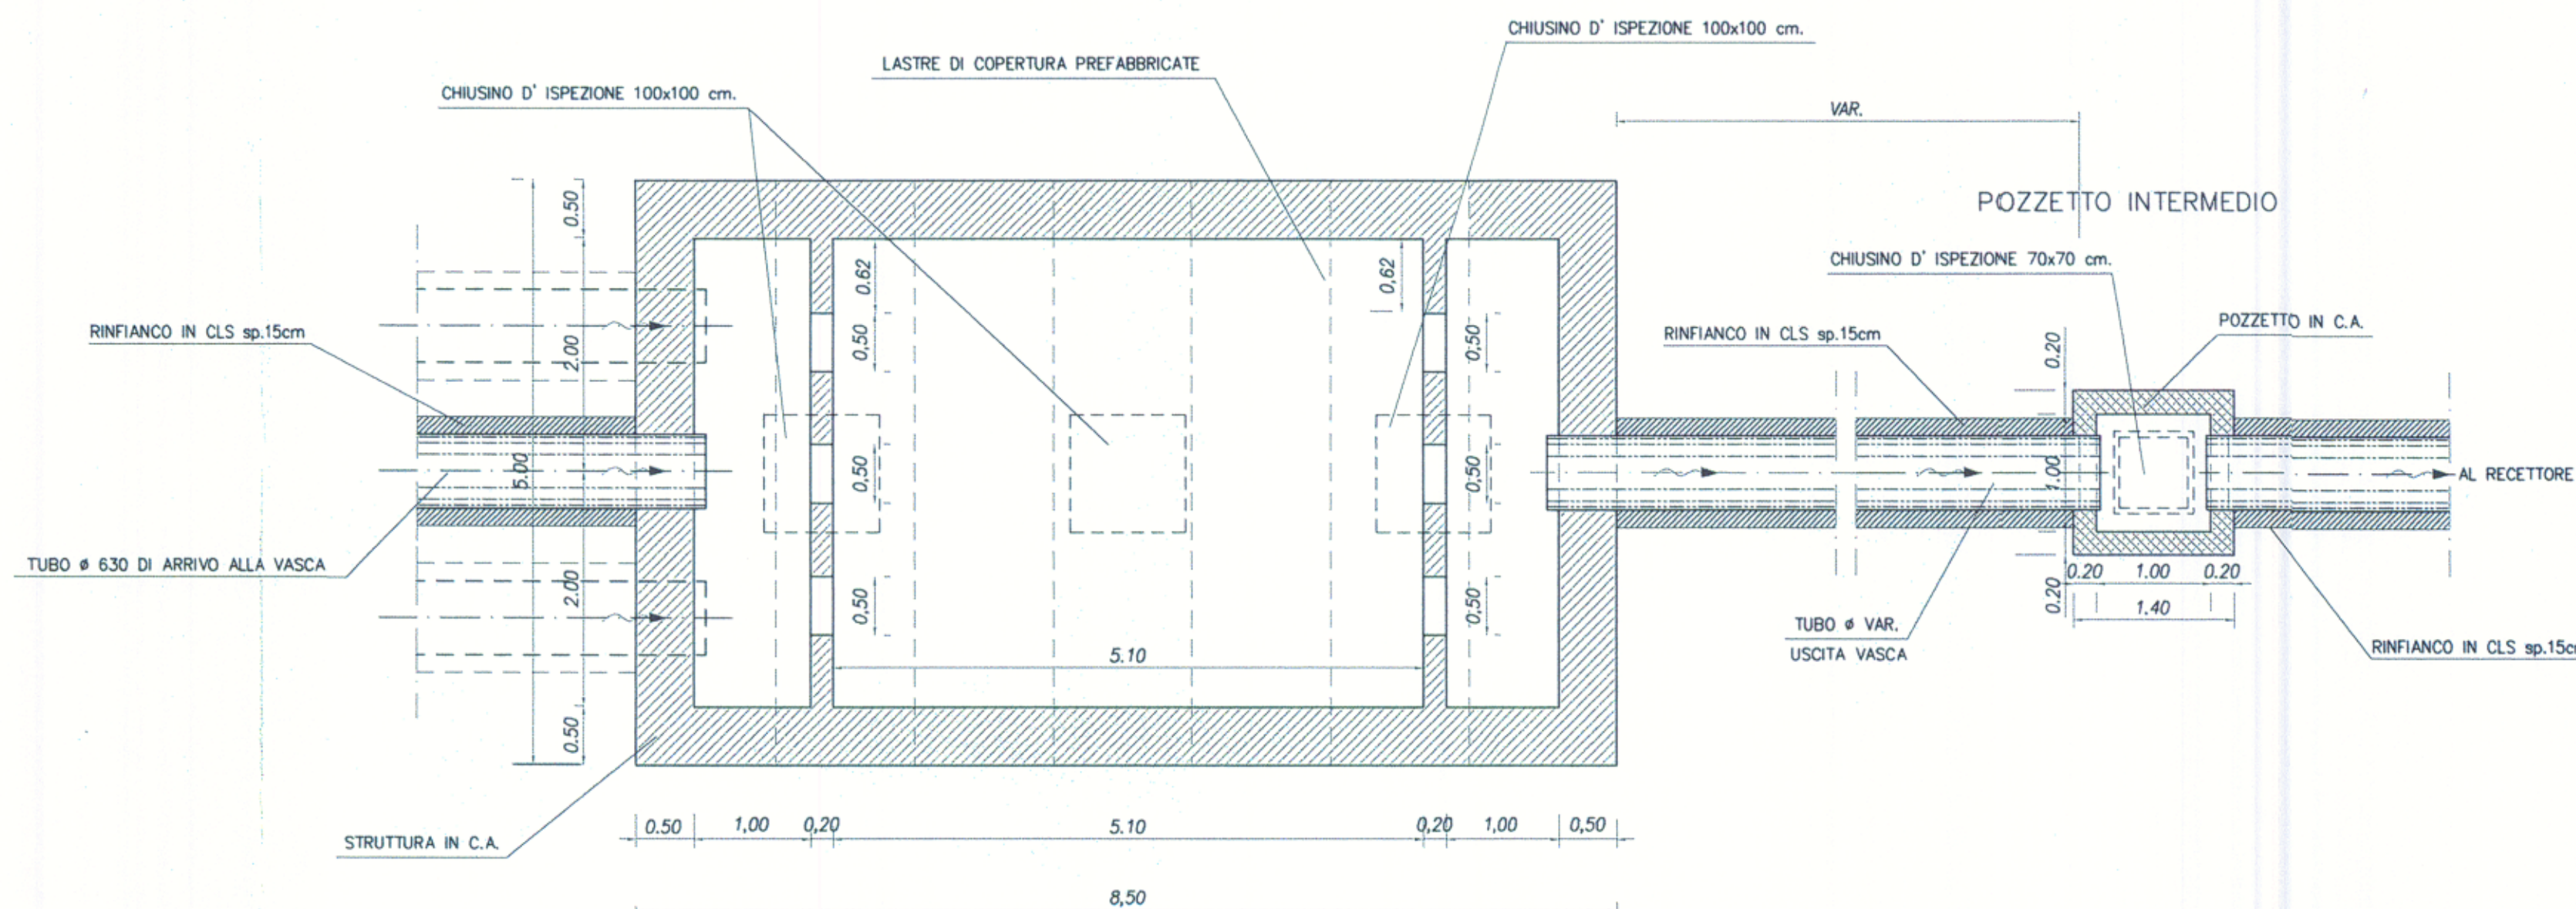 CHIUSINO D' ISPEZIONE 100x100 cm.
LASTRE DI COPERTURA PREFABBRICATE
CHIUSINO D' ISPEZIONE 100x100 cm.
VAR.
POZZETTO INTERMEDIO
0.50
CHIUSINO D' ISPEZIONE 70x70 cm.
0.62
0,62
RINFIANCO IN CLS sp.15cm
2.00
0,50
0,50
RINFIANCO IN CLS sp.15cm
0.20
POZZETTO IN C.A.
5.00
0,50
0,50
1.00
AL RECETTORE
TUBO ø 630 DI ARRIVO ALLA VASCA
2.00
0,50
0,50
0.20
0.20 1.00 0.20
1.40
TUBO ø VAR.
USCITA VASCA
RINFIANCO IN CLS sp.15c
5.10
0.50
STRUTTURA IN C.A.
0.50 1,00 0,20 5.10 0,20 1,00 0,50
8,50